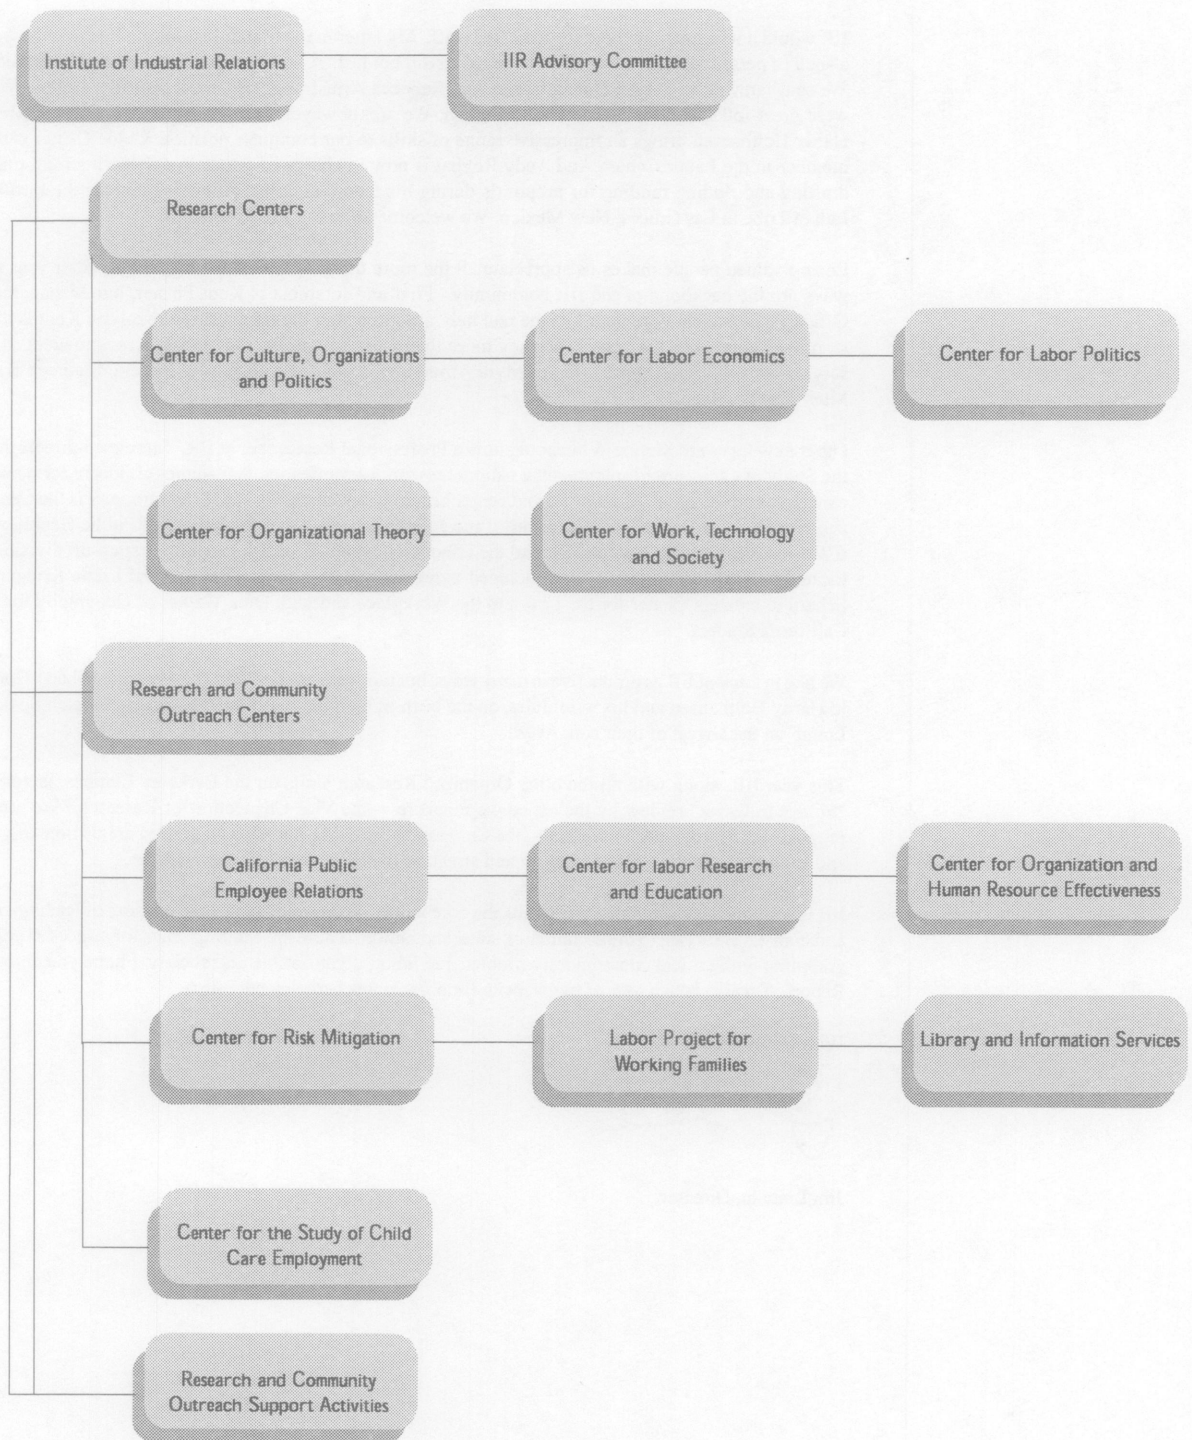 Institute of Industrial Relations
IIR Advisory Committee
Research Centers
Center for Culture, Organizations
and Politics
Center for Labor Economics
Center for Labor Politics
Center for Organizational Theory
Center for Work, Technology
and Society
Research and Community
Outreach Centers
California Public
Employee Relations
Center for labor Research
and Education
Center for Organization and
Human Resource Effectiveness
Center for Risk Mitigation
Labor Project for
Working Families
Library and Information Services
Center for the Study of Child
Care Employment
Research and Community
Outreach Support Activities